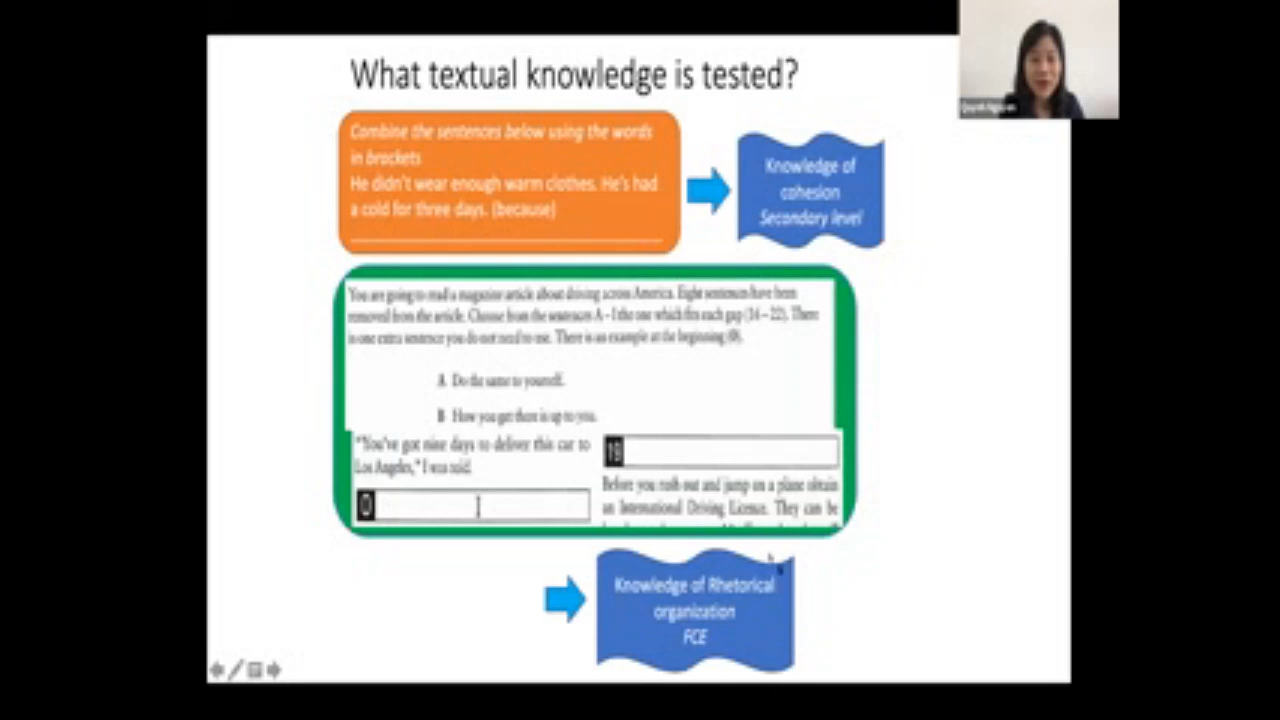 What textual knowledge is tested?
Combine the sentences below using the words
in brackets
He didn't wear enough warm clothes. He's had
a cold for three days. (because)
Knowledge of
cohesion
Secondary level
You are going to read a magazine article about driving across America. Eight sentences have been
removed from the article. Choose from the sentences A – I the one which fits each gap (16 – 22). There
is one extra sentence you do not need to use. There is an example at the beginning (0).
A Do the same to yourself.
B How you get there is up to you.
"You've got nine days to deliver this car to
Los Angeles," I was said.
0
19
Before you rush out and jump on a plane obtain
an International Driving Licence. They can be
Knowledge of Rhetorical
organization
FCE